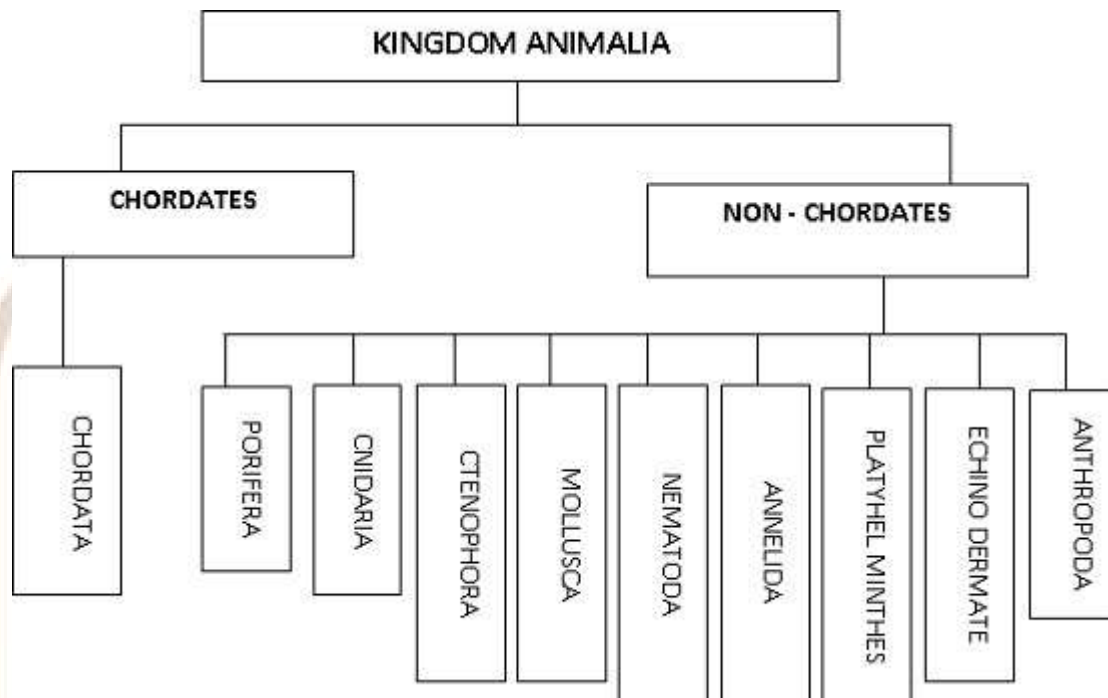 KINGDOM ANIMALIA
CHORDATES
NON - CHORDATES
CHORDATA
PORIFERA
CNIDARIA
CTENOPHORA
MOLLUSCA
NEMATODA
ANNELIDA
PLATYHEL MINTHES
ECHINO DERMATE
ANTHROPODA